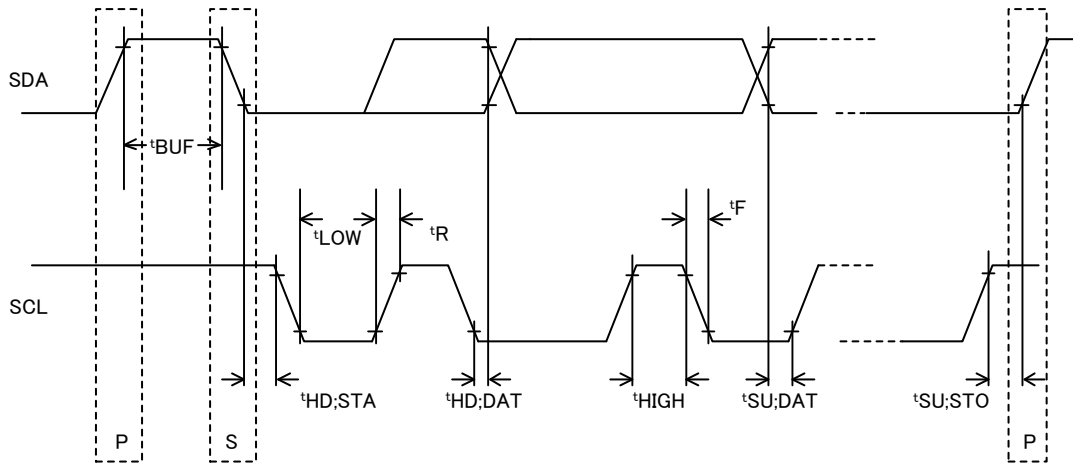 SDA
tBUF
tLOW
tR
tF
SCL
tHD;STA
tHD;DAT
tHIGH
tSU;DAT
tSU;STO
P
S
P